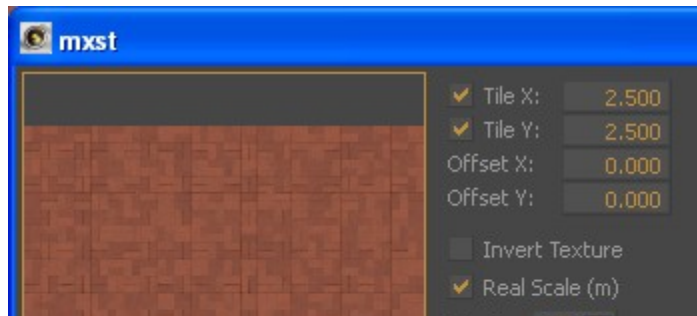 mxst
Tile X: 2.500
Tile Y: 2.500
Offset X: 0.000
Offset Y: 0.000
Invert Texture
Real Scale (m)